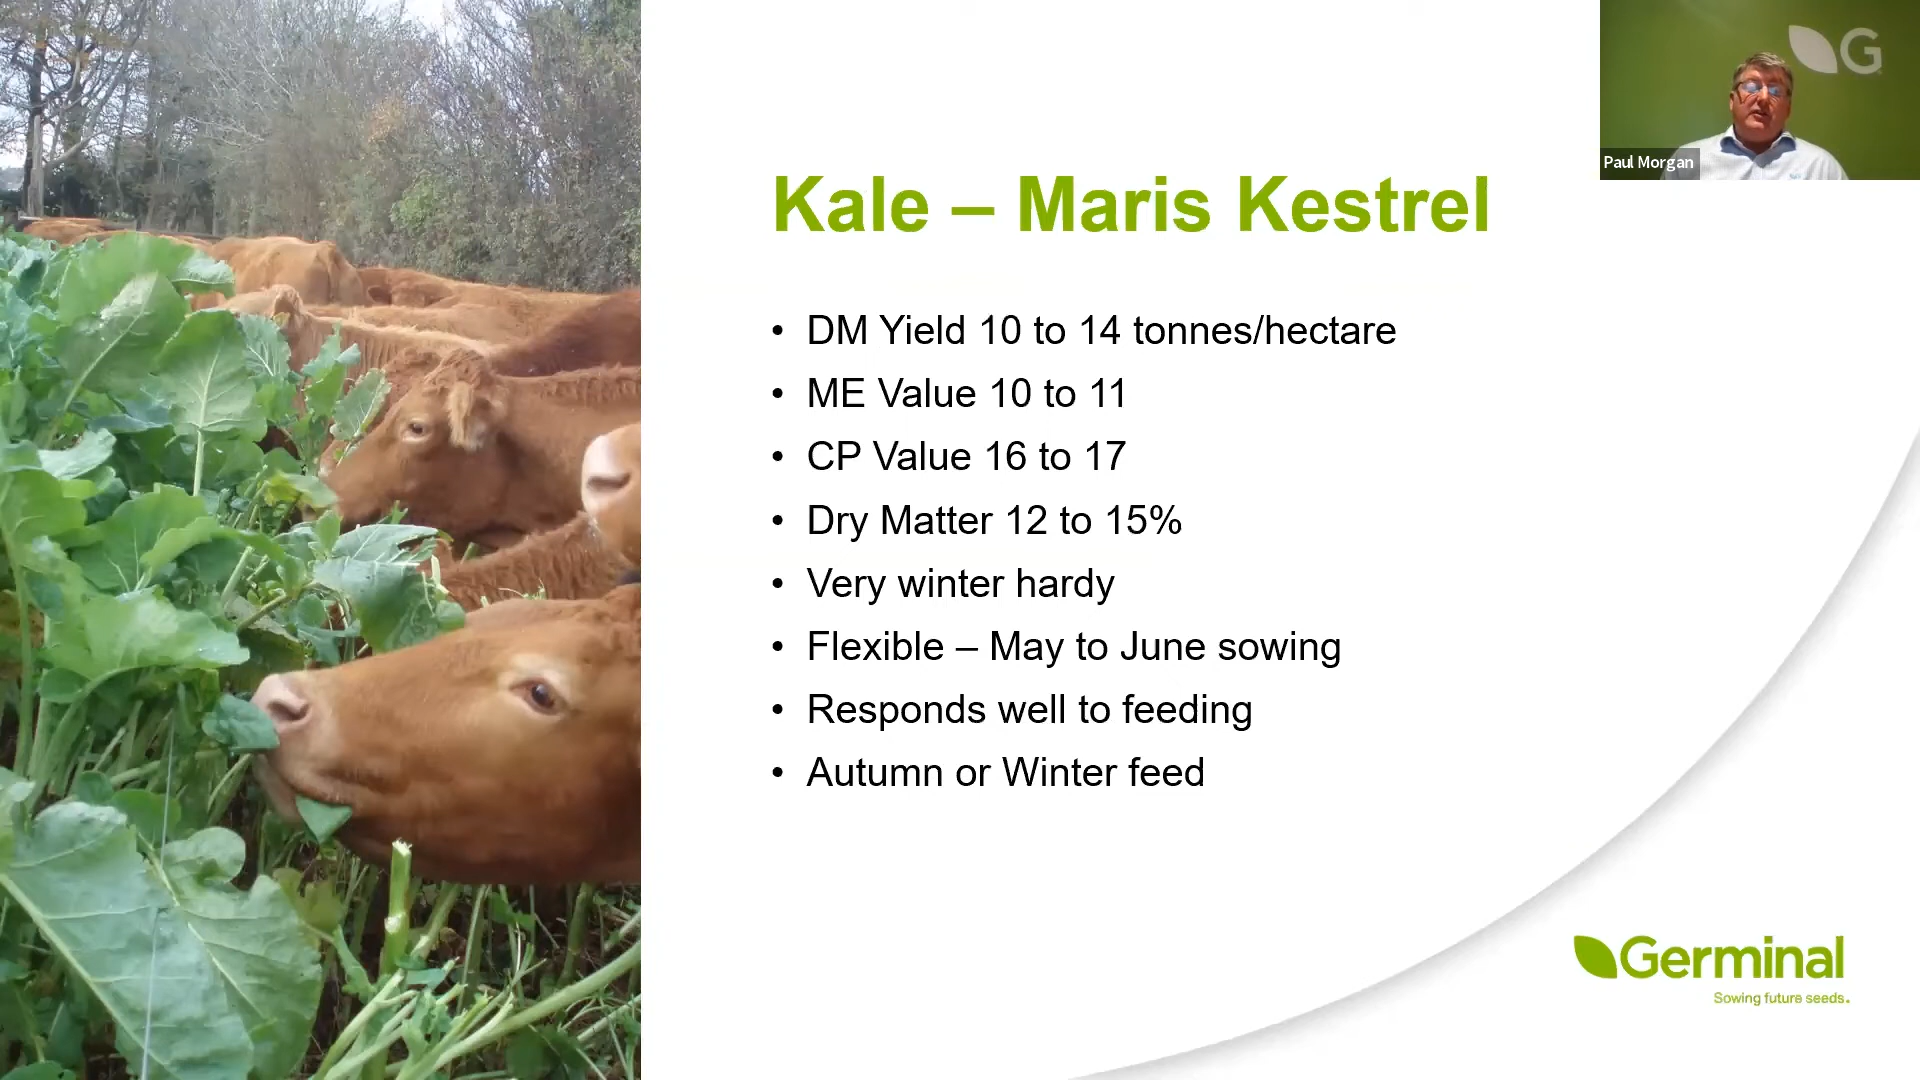 Kale – Maris Kestrel
• DM Yield 10 to 14 tonnes/hectare
• ME Value 10 to 11
• CP Value 16 to 17
• Dry Matter 12 to 15%
• Very winter hardy
• Flexible – May to June sowing
• Responds well to feeding
• Autumn or Winter feed
G
Paul Morgan
Germinal
Sowing future seeds.